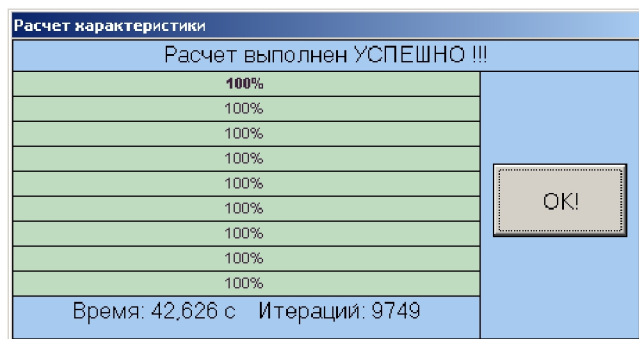 Расчет характеристики
Расчет выполнен УСПЕШНО !!!
100%
100%
100%
100%
100%
100%
100%
100%
100%
OK!
Время: 42,626 с Итераций: 9749